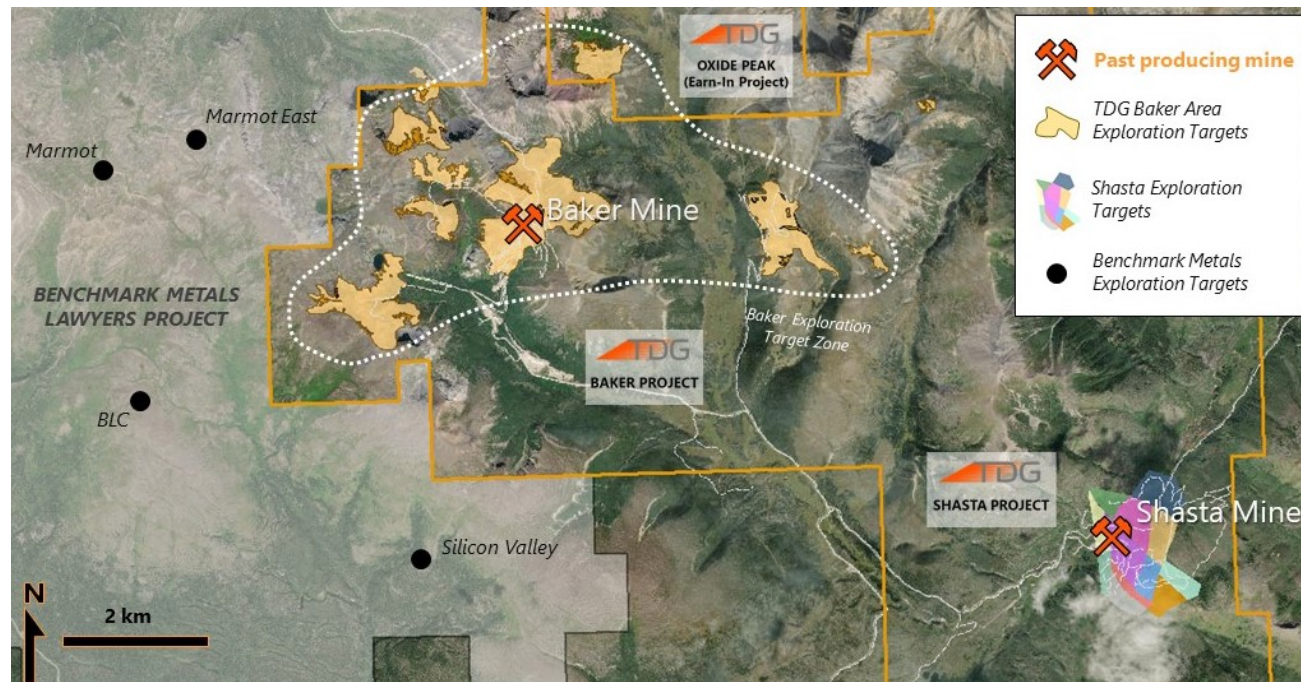 TDG
OXIDE PEAK
(Earn-In Project)
Past producing mine
TDG Baker Area
Exploration Targets
Shasta Exploration
Targets
Benchmark Metals
Exploration Targets
Marmot East
Marmot
Baker Mine
BENCHMARK METALS
LAWYERS PROJECT
Baker Exploration
Target Zone
TDG
BAKER PROJECT
BLC
TDG
SHASTA PROJECT
Shasta Mine
Silicon Valley
N
2 km